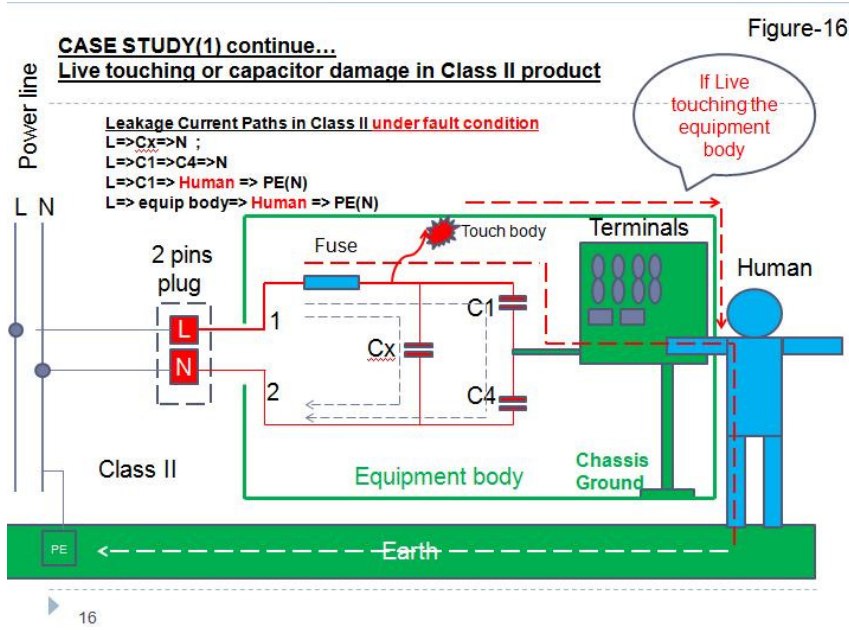 Figure-16
CASE STUDY(1) continue…
Live touching or capacitor damage in Class II product
Power line
If Live
touching the
equipment
body
Leakage Current Paths in Class II under fault condition
L=>Cx=>N ;
L=>C1=>C4=>N
L=>C1=> Human => PE(N)
L=> equip body=> Human => PE(N)
L N
2 pins
plug
Fuse
Touch body
Terminals
Human
L
N
1
2
Cx
C1
C4
Class II
Equipment body
Chassis
Ground
PE
Earth
16